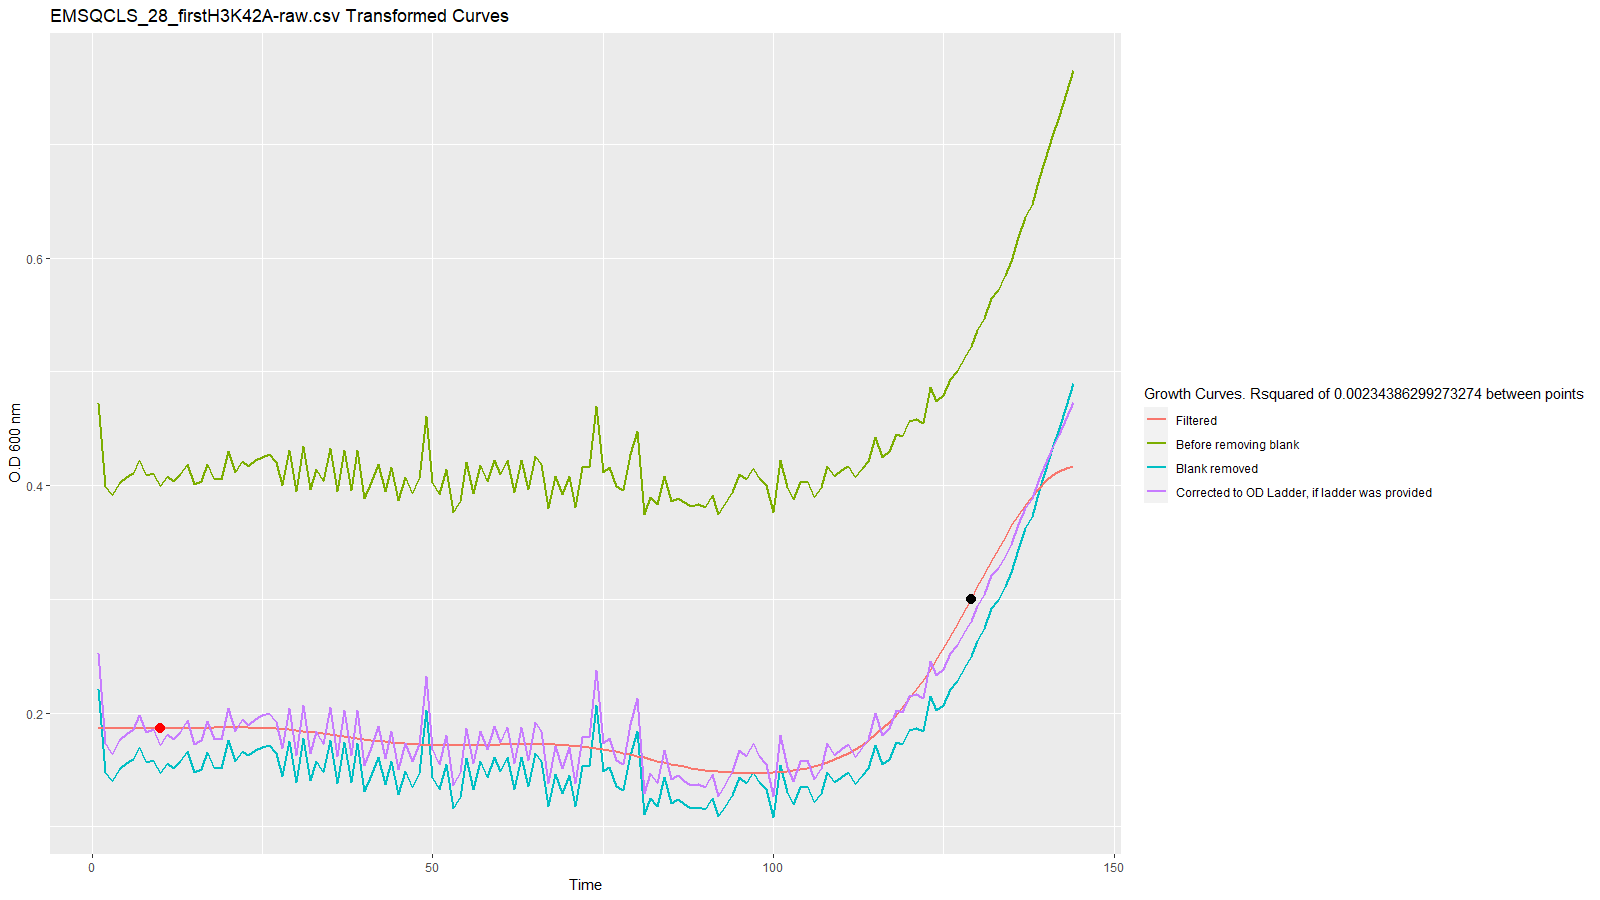 EMSQCLS_28_firstH3K42A-raw.csv Transformed Curves
O.D 600 nm
0.6
0.4
0.2
0
50
100
150
Time
Growth Curves. Rsquared of 0.00234386299273274 between points
Filtered
Before removing blank
Blank removed
Corrected to OD Ladder, if ladder was provided